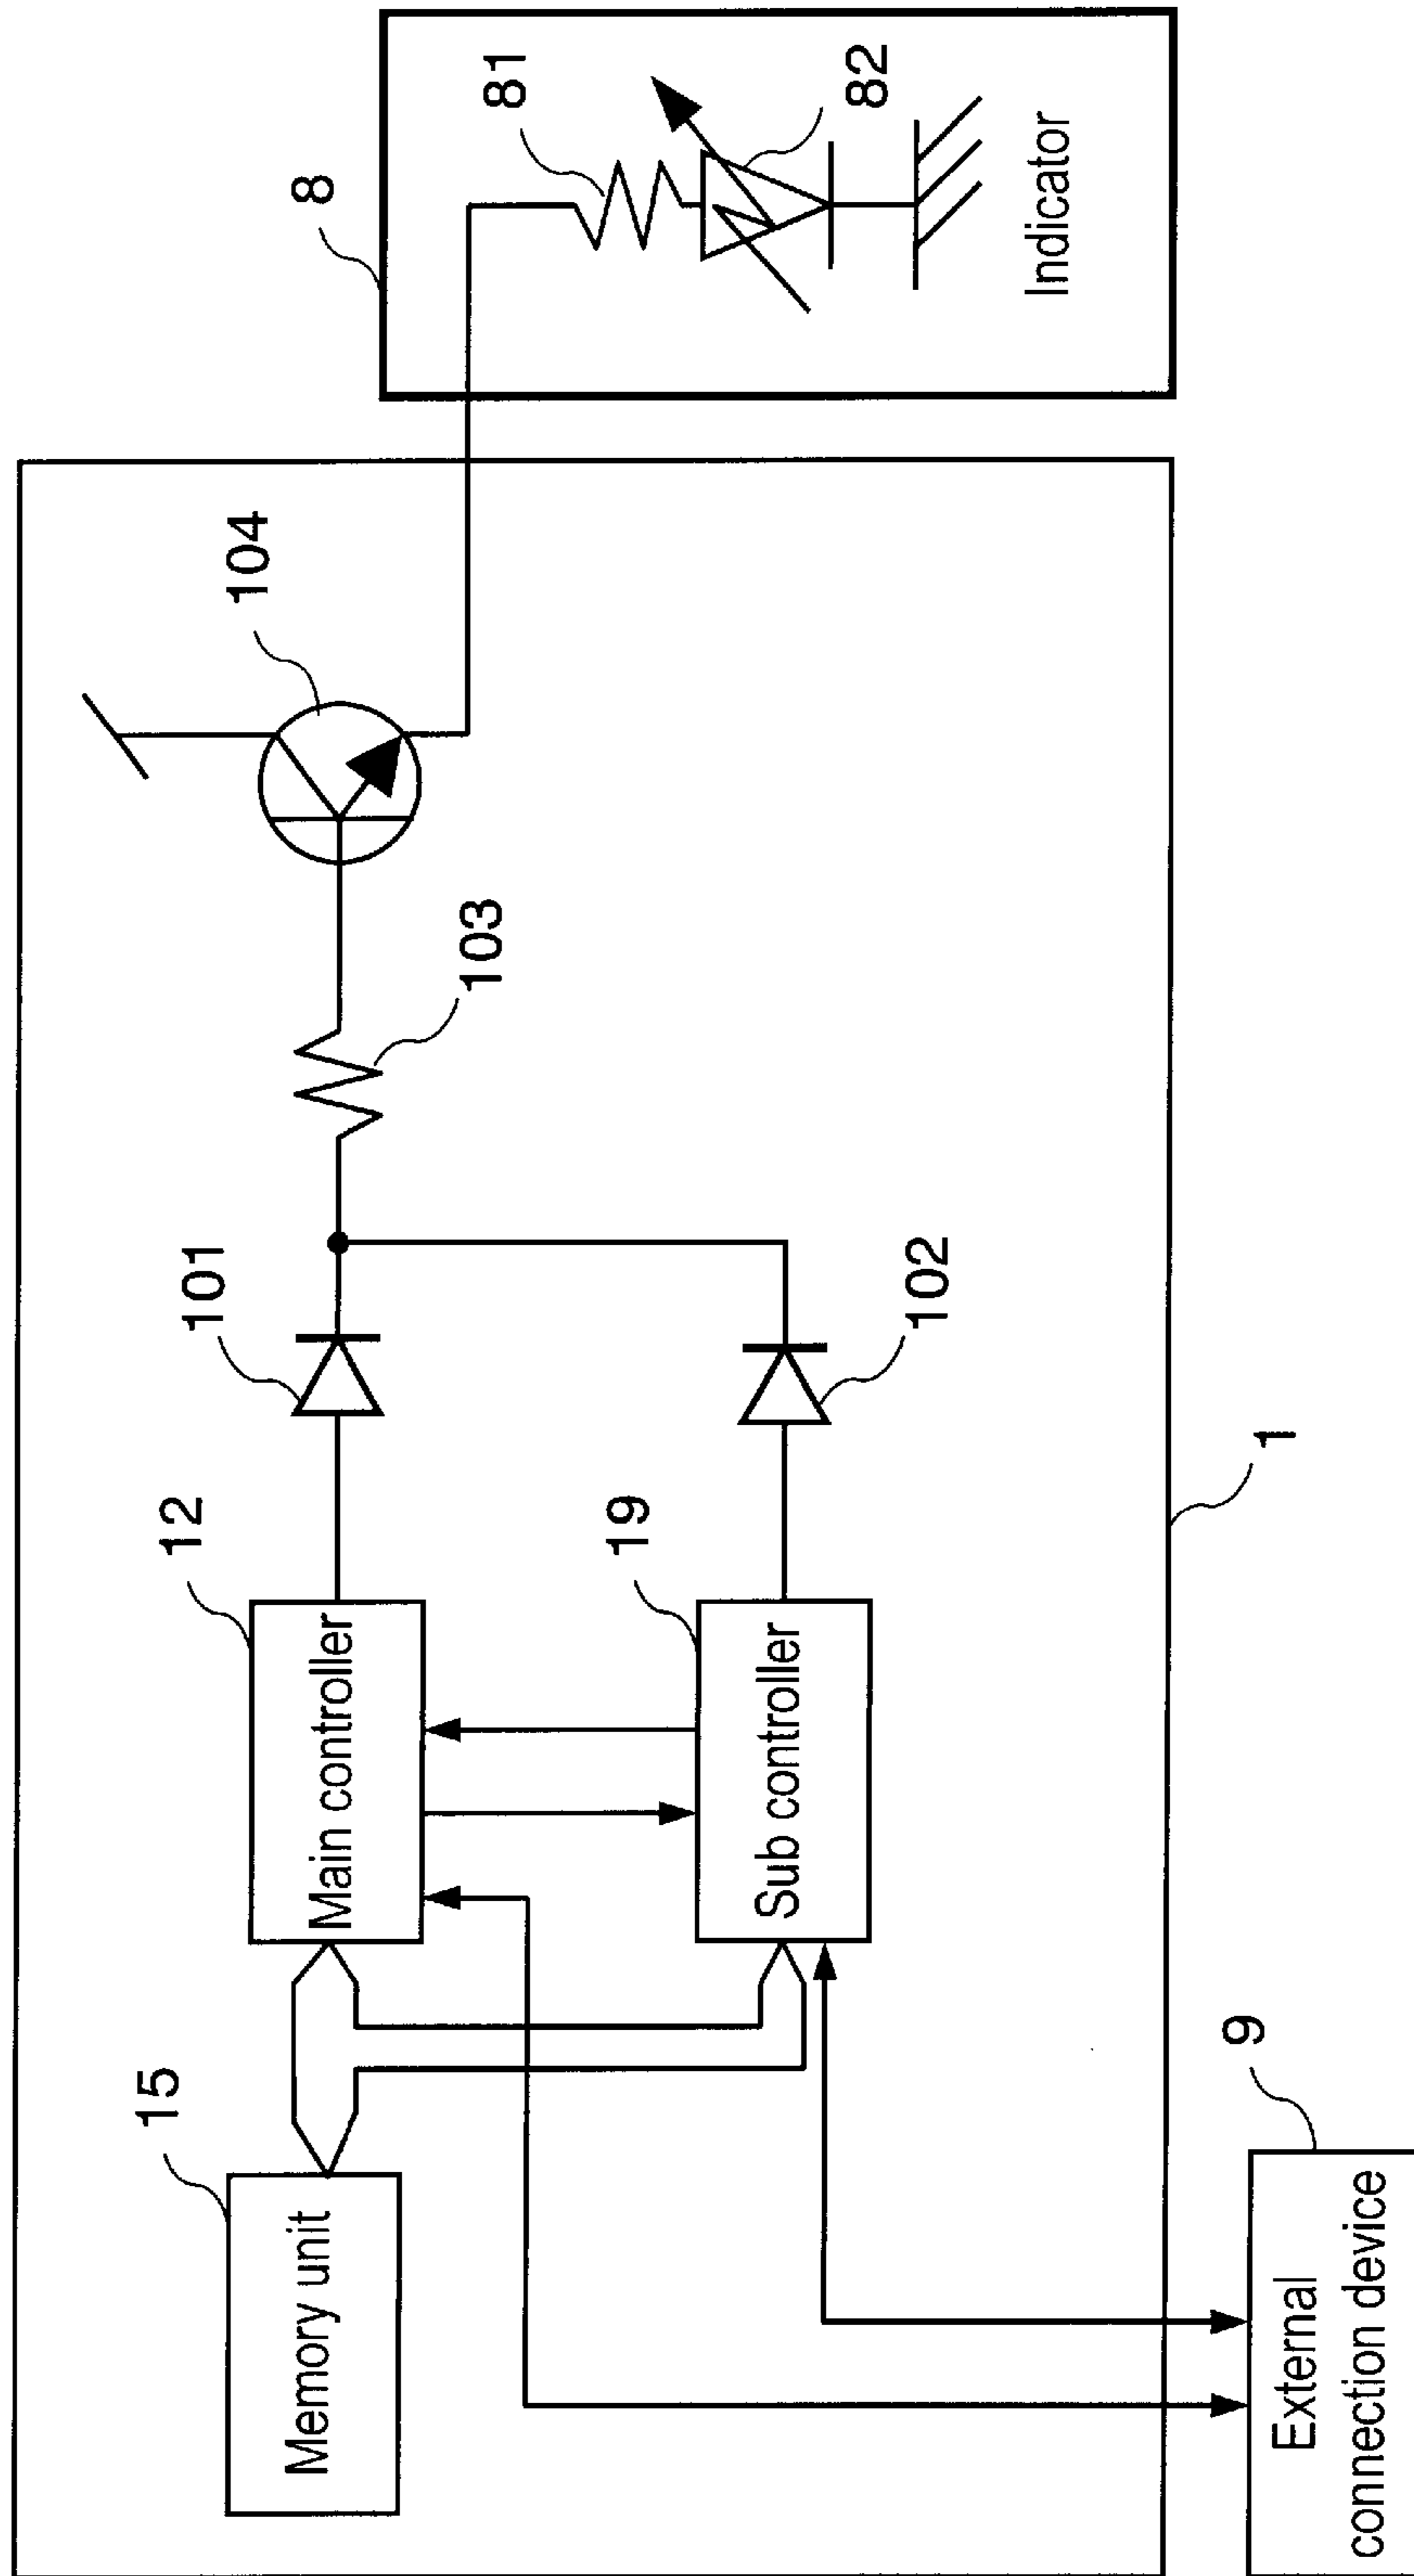 15
Memory unit
12
Main controller
101
103
104
19
Sub controller
102
8
81
82
Indicator
1
9
External
connection device